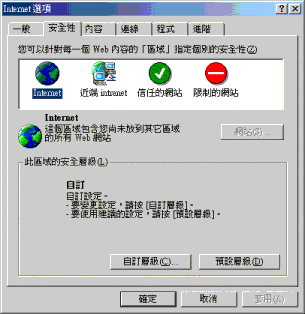 Internet 選項
一般 安全性 內容 連線 程式 進階
您可以針對每一個 Web 內容的「區域」指定個別的安全性(Z)
Internet 近端 intranet 信任的網站 限制的網站
Internet
這個區域包含您尚未放到其它區域
的所有 Web 網站
網站(S)...
此區域的安全層級(L)
自訂
自訂設定。
- 要變更設定，請按 [自訂層級]。
- 要使用建議的設定，請按 [預設層級]。
自訂層級(C)... 預設層級(D)
確定 取消 套用(A)